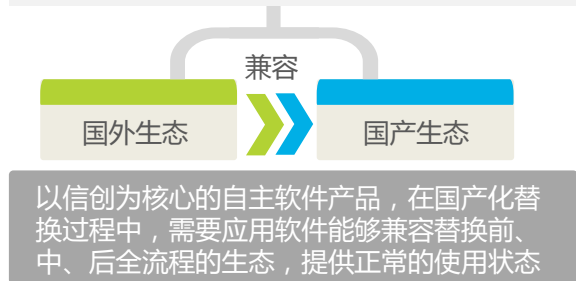 兼容
国外生态
国产生态
以信创为核心的自主软件产品，在国产化替
换过程中，需要应用软件能够兼容替换前、
中、后全流程的生态，提供正常的使用状态